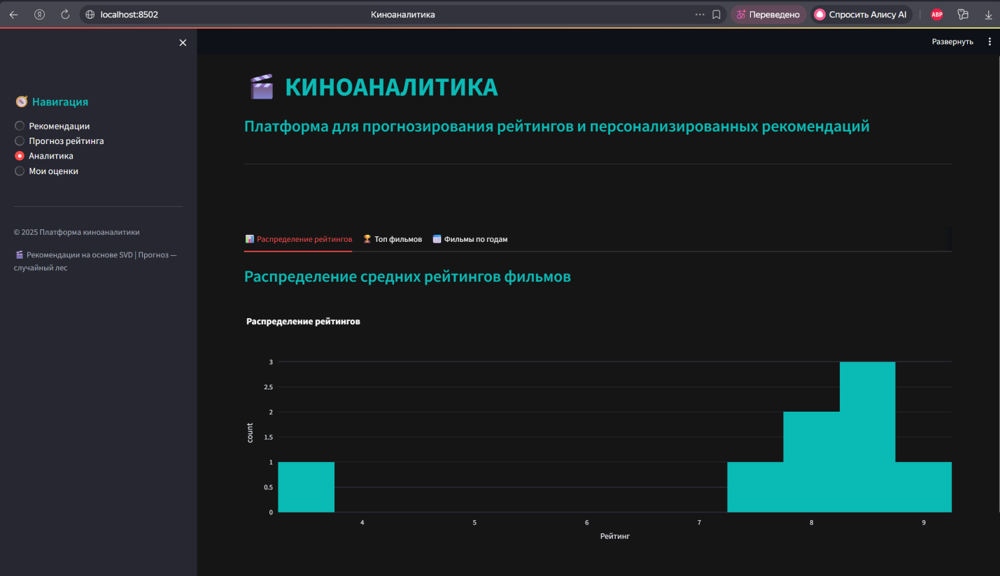 localhost:8502
Киноаналитика
Переведено
Спросить Алису AI
ABP
Развернуть
Навигация
Рекомендации
Прогноз рейтинга
Аналитика
Мои оценки
© 2025 Платформа киноаналитики
Рекомендации на основе SVD | Прогноз —
случайный лес
КИНОАНАЛИТИКА
Платформа для прогнозирования рейтингов и персонализированных рекомендаций
Распределение рейтингов
Топ фильмов
Фильмы по годам
Распределение средних рейтингов фильмов
Распределение рейтингов
3
2.5
2
1.5
1
0.5
0
count
4
5
6
7
8
9
Рейтинг